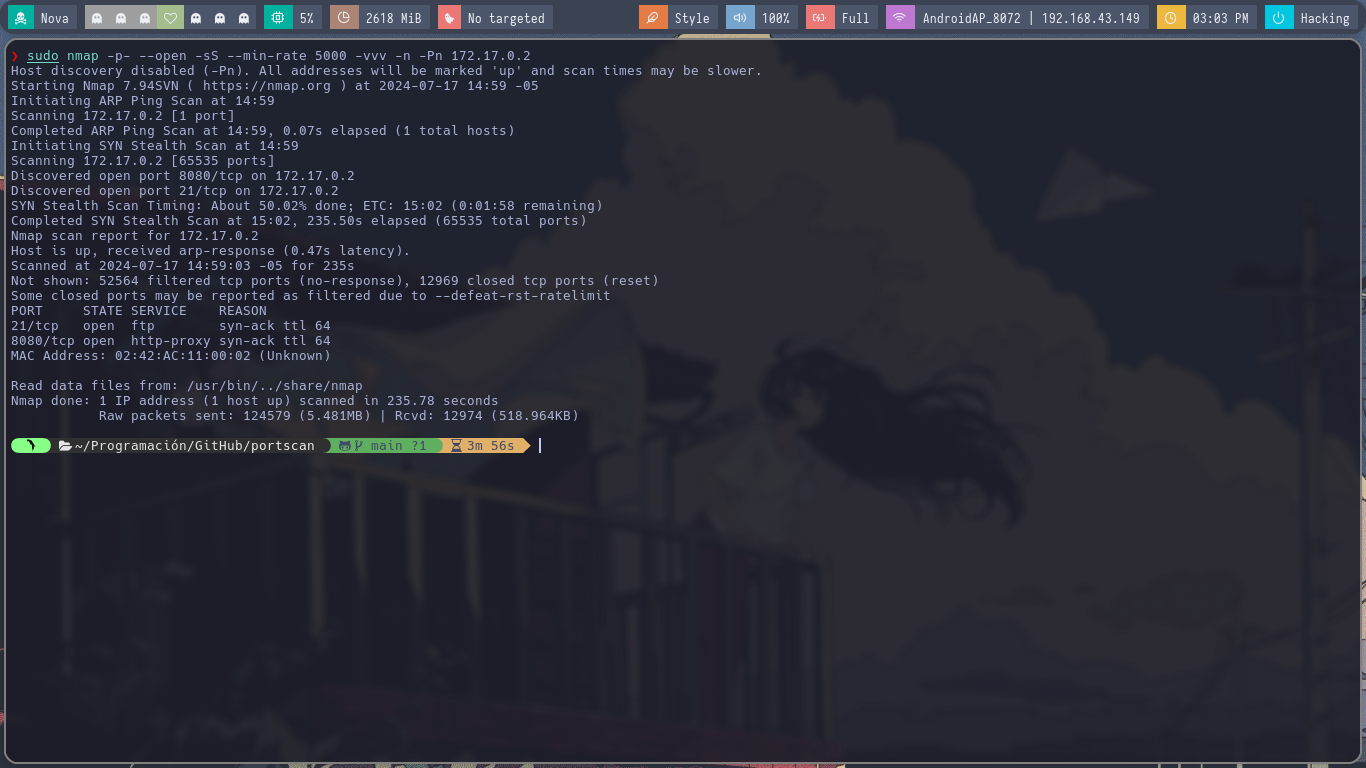 Nova 5% 2618 MiB No targeted Style 100% Full AndroidAP_8072 | 192.168.43.149 03:03 PM Hacking
❯ sudo nmap -p- --open -sS --min-rate 5000 -vvv -n -Pn 172.17.0.2
Host discovery disabled (-Pn). All addresses will be marked 'up' and scan times may be slower.
Starting Nmap 7.94SVN ( https://nmap.org ) at 2024-07-17 14:59 -05
Initiating ARP Ping Scan at 14:59
Scanning 172.17.0.2 [1 port]
Completed ARP Ping Scan at 14:59, 0.07s elapsed (1 total hosts)
Initiating SYN Stealth Scan at 14:59
Scanning 172.17.0.2 [65535 ports]
Discovered open port 8080/tcp on 172.17.0.2
Discovered open port 21/tcp on 172.17.0.2
SYN Stealth Scan Timing: About 50.02% done; ETC: 15:02 (0:01:58 remaining)
Completed SYN Stealth Scan at 15:02, 235.50s elapsed (65535 total ports)
Nmap scan report for 172.17.0.2
Host is up, received arp-response (0.47s latency).
Scanned at 2024-07-17 14:59:03 -05 for 235s
Not shown: 52564 filtered tcp ports (no-response), 12969 closed tcp ports (reset)
Some closed ports may be reported as filtered due to --defeat-rst-ratelimit
PORT     STATE SERVICE    REASON
21/tcp   open  ftp        syn-ack ttl 64
8080/tcp open  http-proxy syn-ack ttl 64
MAC Address: 02:42:AC:11:00:02 (Unknown)
Read data files from: /usr/bin/../share/nmap
Nmap done: 1 IP address (1 host up) scanned in 235.78 seconds
Raw packets sent: 124579 (5.481MB) | Rcvd: 12974 (518.964KB)
~/Programación/GitHub/portscan main ?1 3m 56s